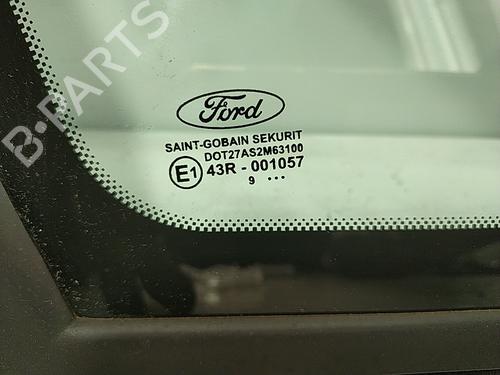 B-PARTS
Ford
SAINT-GOBAIN SEKURIT
DOT27AS2M63100
E1 43R - 001057
9 ...